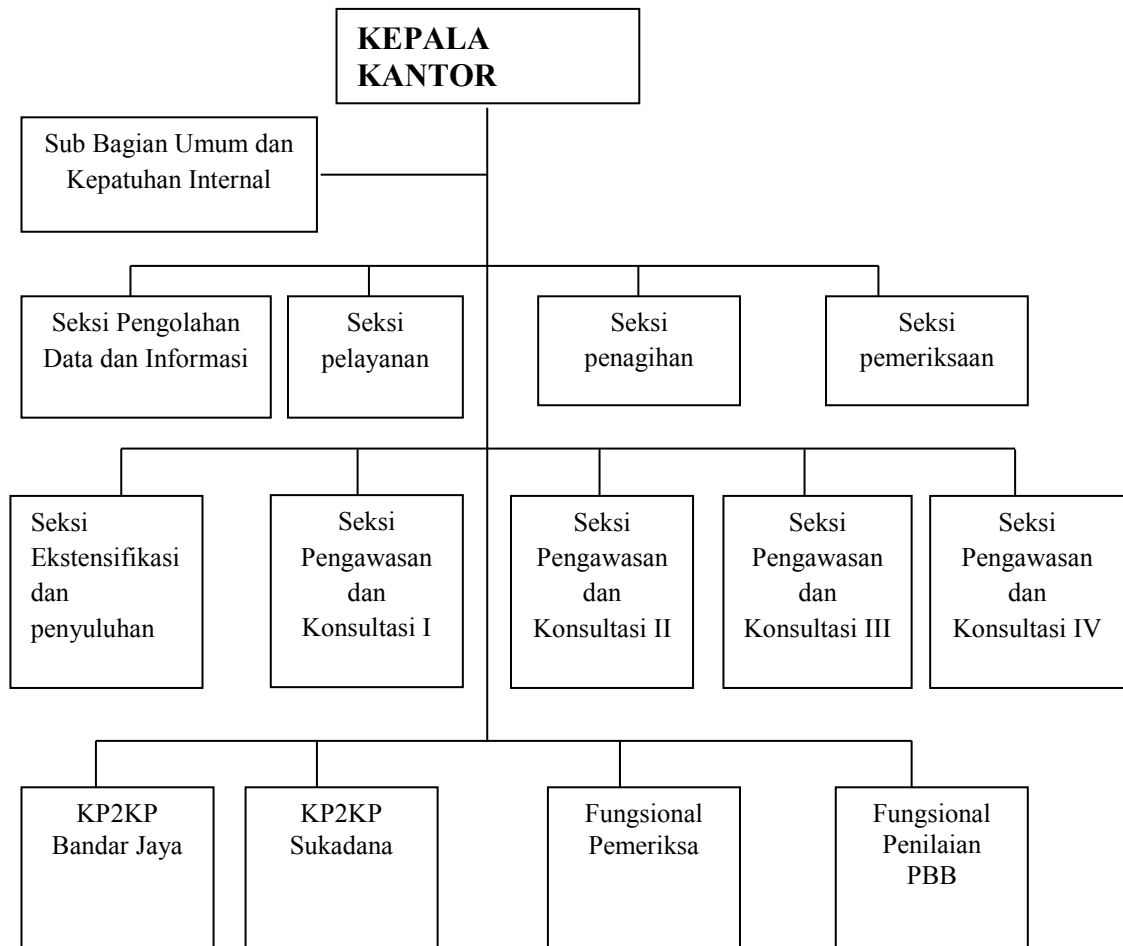 KEPALA
KANTOR
Sub Bagian Umum dan
Kepatuhan Internal
Seksi Pengolahan
Data dan Informasi
Seksi
pelayanan
Seksi
penagihan
Seksi
pemeriksaan
Seksi
Ekstensifikasi
dan
penyuluhan
Seksi
Pengawasan
dan
Konsultasi I
Seksi
Pengawasan
dan
Konsultasi II
Seksi
Pengawasan
dan
Konsultasi III
Seksi
Pengawasan
dan
Konsultasi IV
KP2KP
Bandar Jaya
KP2KP
Sukadana
Fungsional
Pemeriksa
Fungsional
Penilaian
PBB